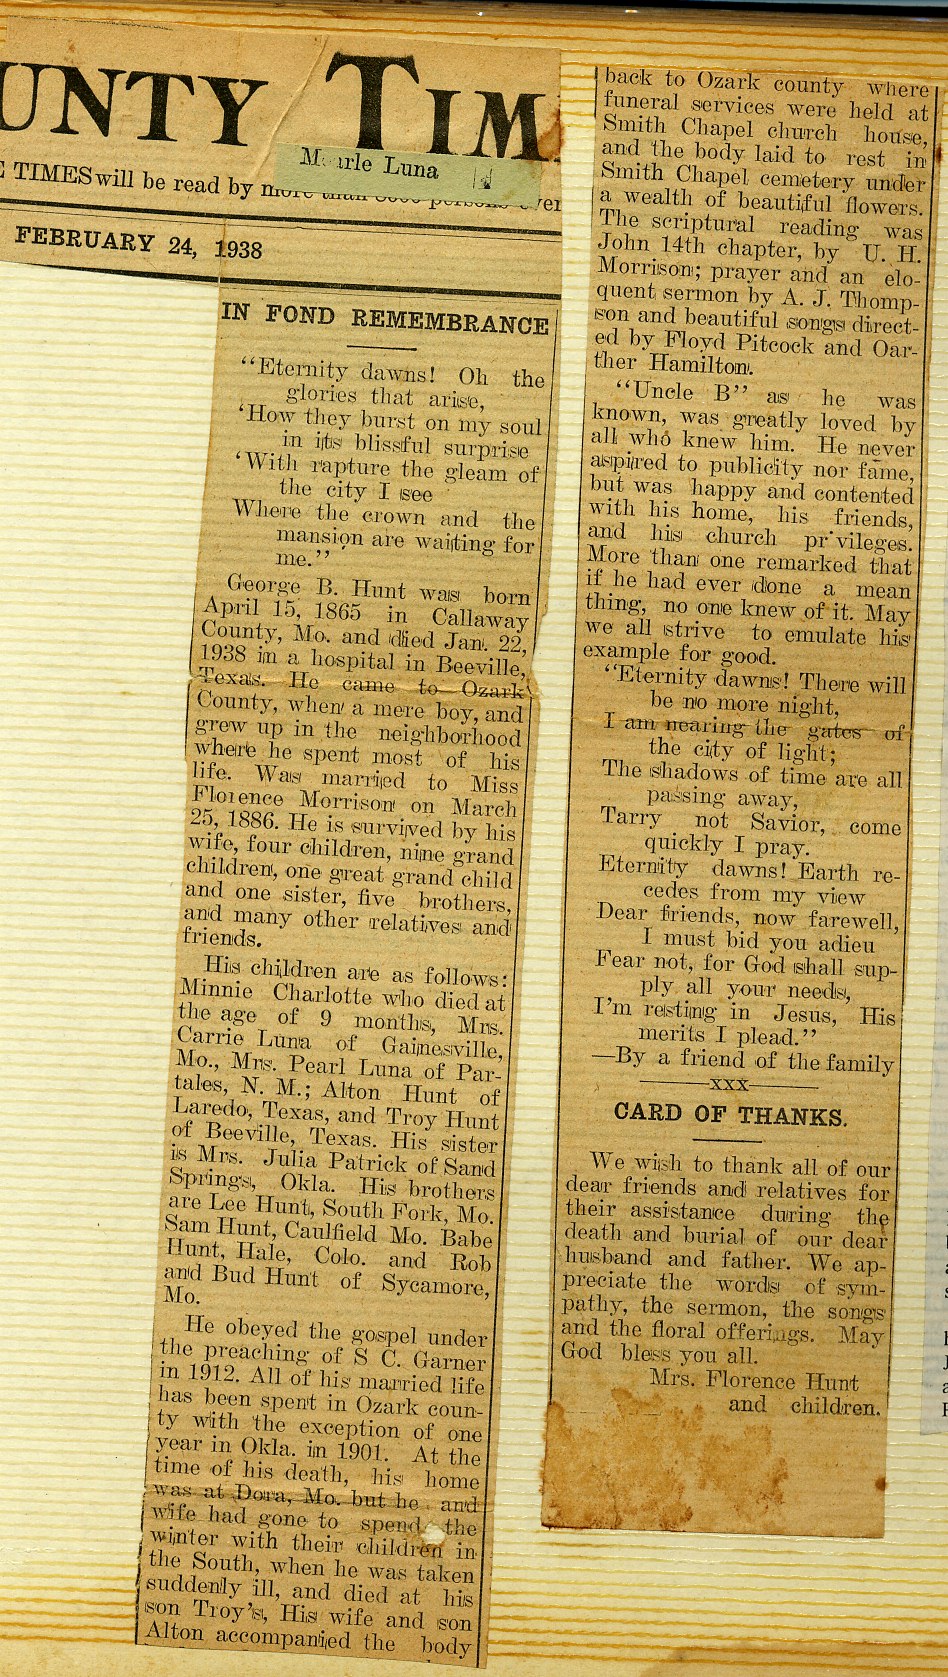 UNTY TIM
TIMES will be read by more than persons
M. arle Luna
FEBRUARY 24, 1938
IN FOND REMEMBRANCE
"Eternity dawns! Oh the
glories that arise,
'How they burst on my soul
in its blissful surprise
'With rapture the gleam of
the city I see
Where the crown and the
mansion are waiting for
me."
George B. Hunt was born
April 15, 1865 in Callaway
County, Mo. and died Jan. 22,
1938 in a hospital in Beeville,
Texas. He came to Ozark
County, when a mere boy, and
grew up in the neighborhood
where he spent most of his
life. Was married to Miss
Florence Morrison on March
25, 1886. He is survived by his
wife, four children, nine grand
children, one great grand child
and one sister, five brothers,
and many other relatives and
friends.
His children are as follows:
Minnie Charlotte who died at
the age of 9 months, Mrs.
Carrie Luna of Gainesville,
Mo., Mrs. Pearl Luna of Por-
tales, N. M.; Alton Hunt of
Laredo, Texas, and Troy Hunt
of Beeville, Texas. His sister
is Mrs. Julia Patrick of Sand
Springs, Okla. His brothers
are Lee Hunt, South Fork, Mo.
Sam Hunt, Caulfield Mo. Babe
Hunt, Hale, Colo. and Rob
and Bud Hunt of Sycamore,
Mo.
He obeyed the gospel under
the preaching of S C. Garner
in 1912. All of his married life
has been spent in Ozark coun-
ty with the exception of one
year in Okla. in 1901. At the
time of his death, his home
was at Dora, Mo. but he and
wife had gone to spend the
winter with their children in
the South, when he was taken
suddenly ill, and died at his
son Troy's, His wife and son
Alton accompanied the body
back to Ozark county where
funeral services were held at
Smith Chapel church house,
and the body laid to rest in
Smith Chapel cemetery under
a wealth of beautiful flowers.
The scriptural reading was
John 14th chapter, by U. H.
Morrison; prayer and an elo-
quent sermon by A. J. Thomp-
son and beautiful songs direct-
ed by Floyd Pitcock and Oar-
ther Hamilton.
"Uncle B" as he was
known, was greatly loved by
all who knew him. He never
aspired to publicity nor fame,
but was happy and contented
with his home, his friends,
and his church privileges.
More than one remarked that
if he had ever done a mean
thing, no one knew of it. May
we all strive to emulate his
example for good.
"Eternity dawns! There will
be no more night,
I am nearing the gates of
the city of light;
The shadows of time are all
passing away,
Tarry not Savior, come
quickly I pray.
Eternity dawns! Earth re-
cedes from my view
Dear friends, now farewell,
I must bid you adieu
Fear not, for God shall sup-
ply all your needs,
I'm resting in Jesus, His
merits I plead."
—By a friend of the family
xxx
CARD OF THANKS.
We wish to thank all of our
dear friends and relatives for
their assistance during the
death and burial of our dear
husband and father. We ap-
preciate the words of sym-
pathy, the sermon, the songs
and the floral offerings. May
God bless you all.
Mrs. Florence Hunt
and children.